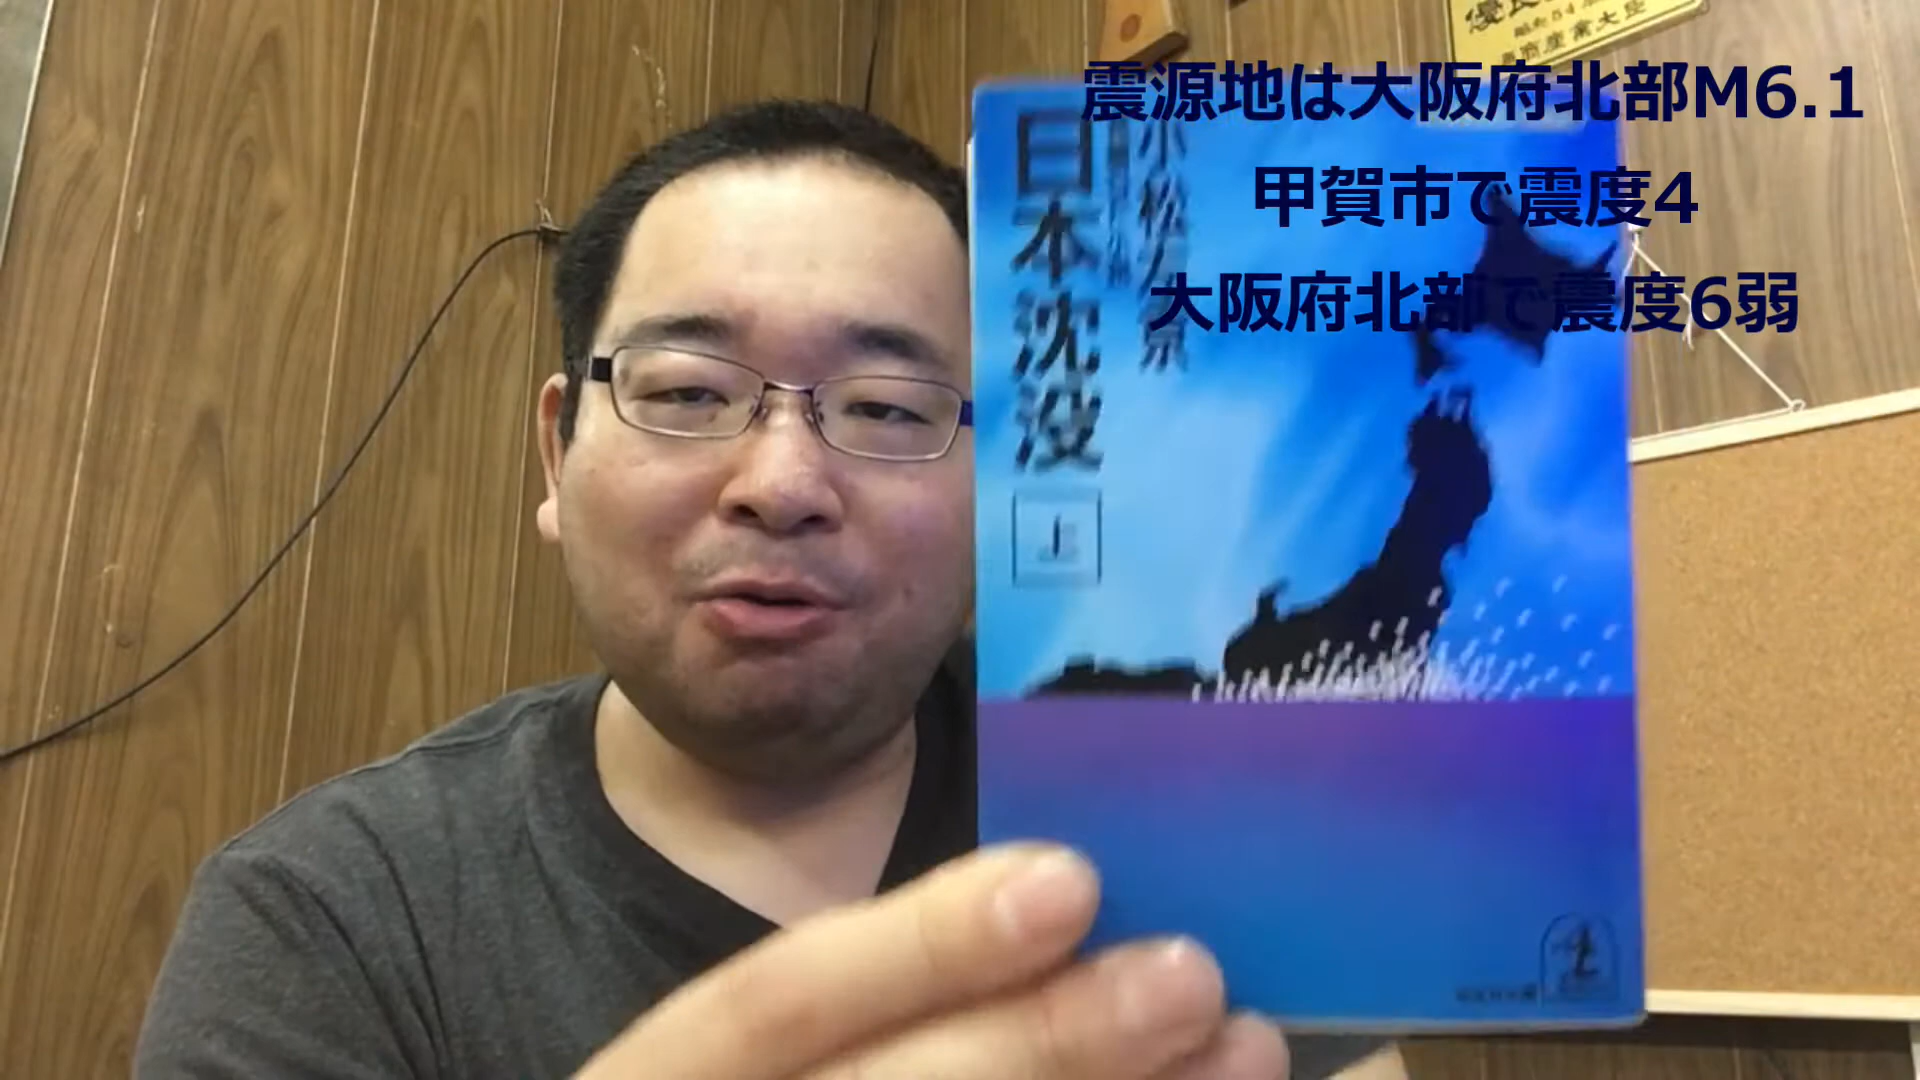 震源地は大阪府北部M6.1
甲賀市で震度4
大阪府北部で震度6弱
小松左京
日本沈没
上